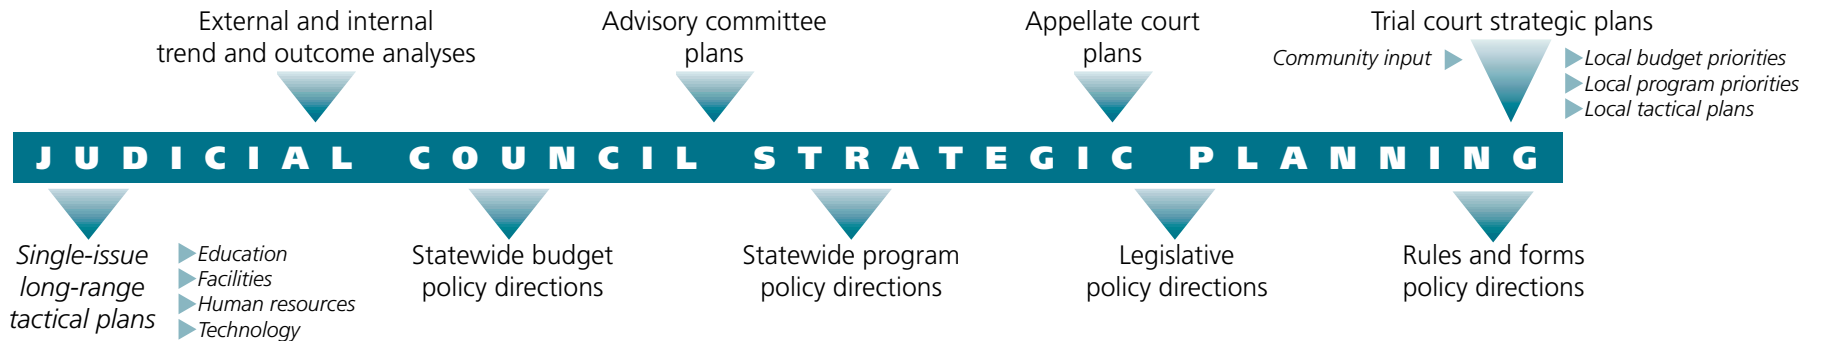 External and internal
trend and outcome analyses
Advisory committee
plans
Appellate court
plans
Trial court strategic plans
Community input
Local budget priorities
Local program priorities
Local tactical plans
JUDICIAL COUNCIL STRATEGIC PLANNING
Single-issue
long-range
tactical plans
Education
Facilities
Human resources
Technology
Statewide budget
policy directions
Statewide program
policy directions
Legislative
policy directions
Rules and forms
policy directions